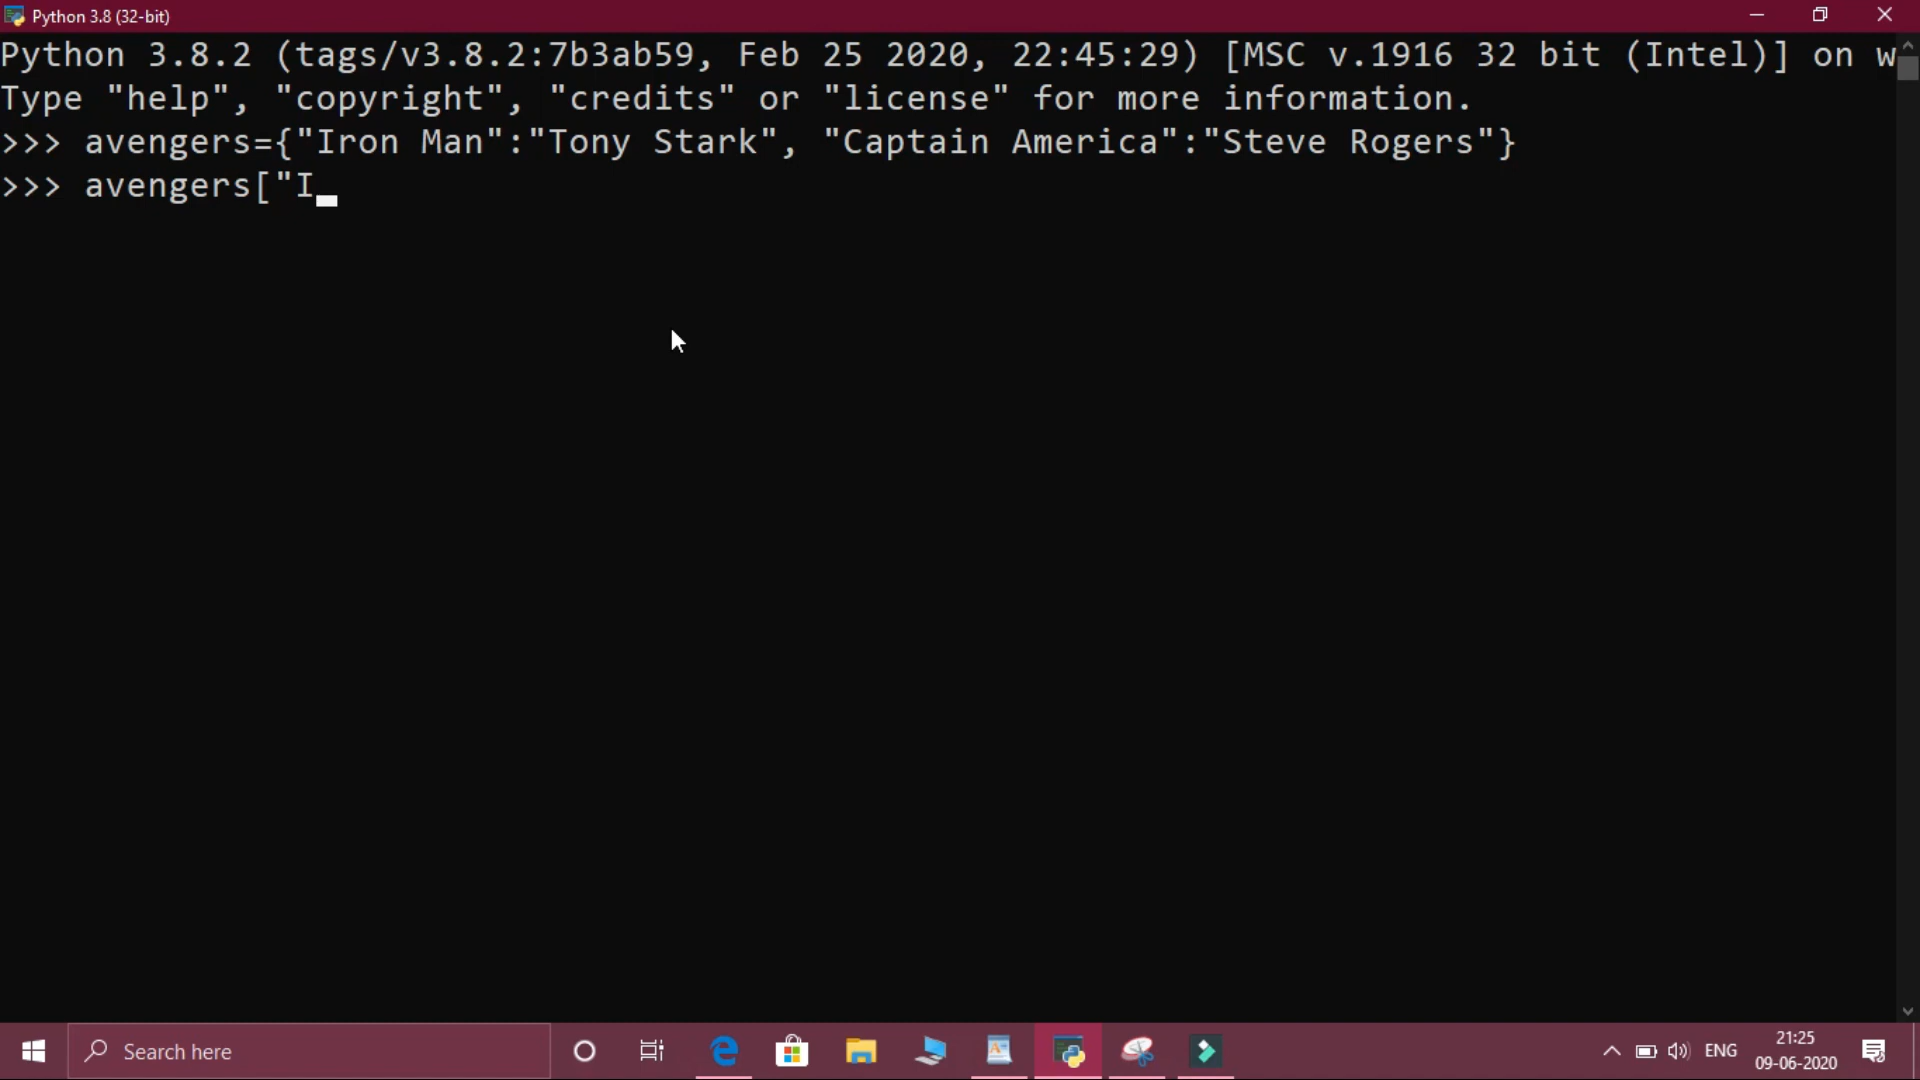 Python 3.8 (32-bit)
Python 3.8.2 (tags/v3.8.2:7b3ab59, Feb 25 2020, 22:45:29) [MSC v.1916 32 bit (Intel)] on w
Type "help", "copyright", "credits" or "license" for more information.
>>> avengers={"Iron Man":"Tony Stark", "Captain America":"Steve Rogers"}
>>> avengers["I
Search here
ENG
21:25
09-06-2020